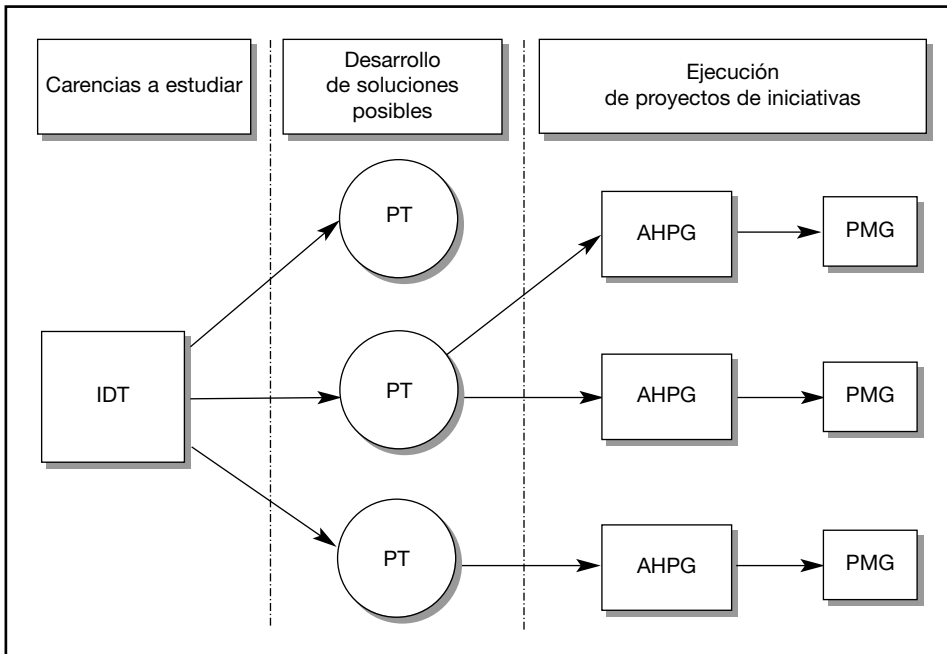 Carencias a estudiar
Desarrollo
de soluciones
posibles
Ejecución
de proyectos de iniciativas
PT
AHPG
PMG
IDT
PT
AHPG
PMG
PT
AHPG
PMG